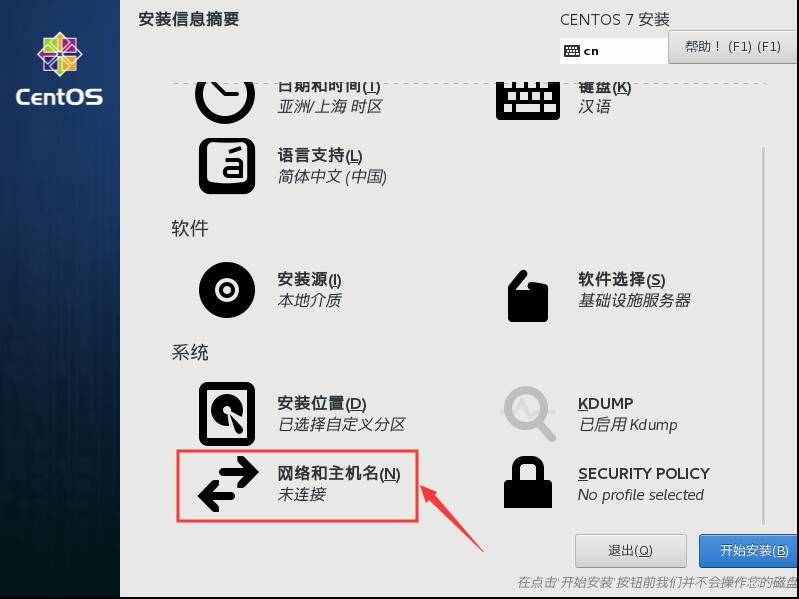 安装信息摘要
CENTOS 7 安装
cn
帮助！ (F1) (F1)
CentOS
日期和时间(T)
亚洲/上海 时区
键盘(K)
汉语
á
语言支持(L)
简体中文 (中国)
软件
安装源(I)
本地介质
软件选择(S)
基础设施服务器
系统
安装位置(D)
已选择自定义分区
KDUMP
已启用 Kdump
网络和主机名(N)
未连接
SECURITY POLICY
No profile selected
退出(Q)
开始安装(B)
在点击'开始安装'按钮前我们并不会操作您的磁盘